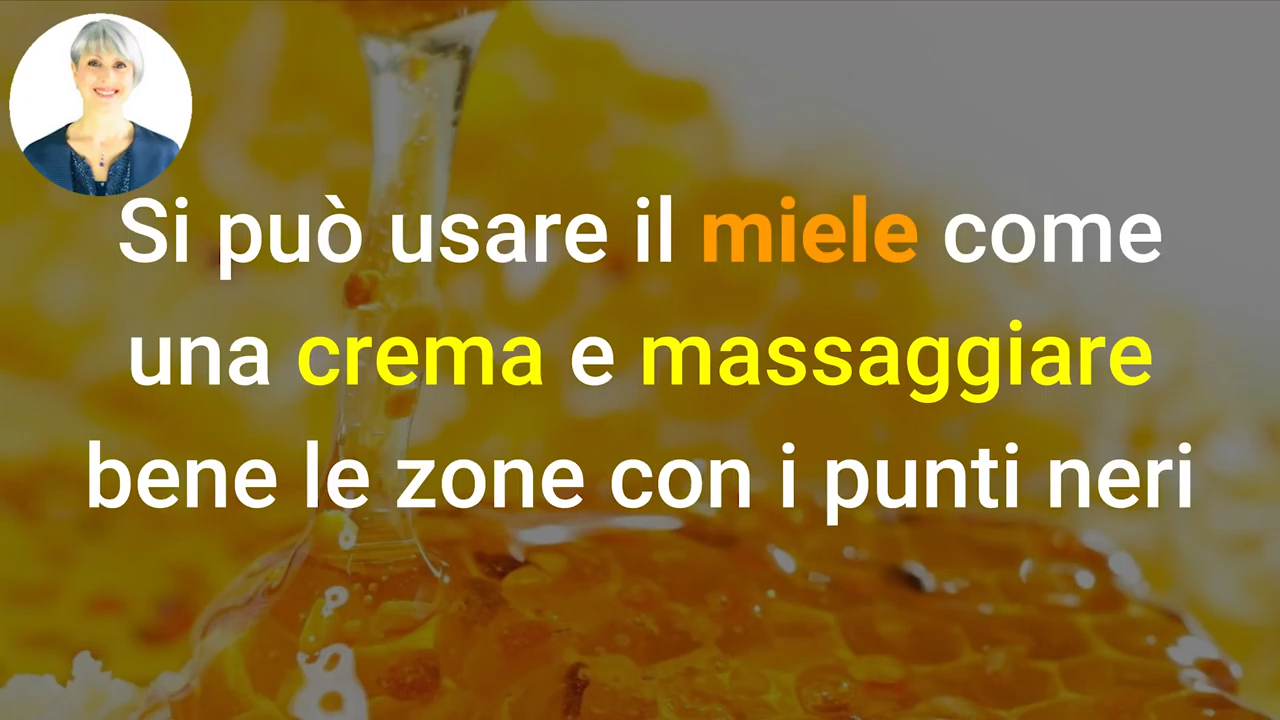 Si può usare il miele come
una crema e massaggiare
bene le zone con i punti neri